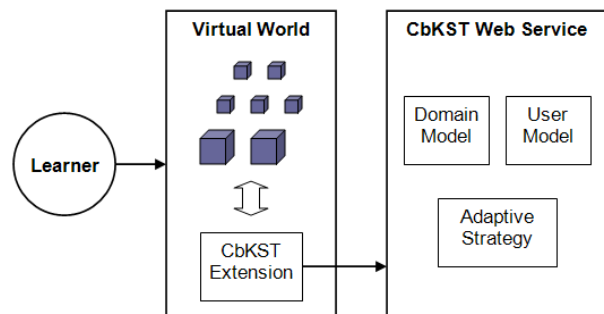 Virtual World
CbKST Web Service
Learner
CbKST
Extension
Domain
Model
User
Model
Adaptive
Strategy